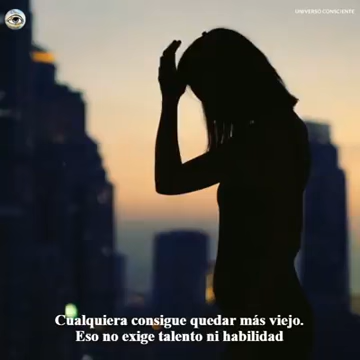 UNIVERSO.CONSCIENTE
Cualquiera consigue quedar más viejo.
Eso no exige talento ni habilidad